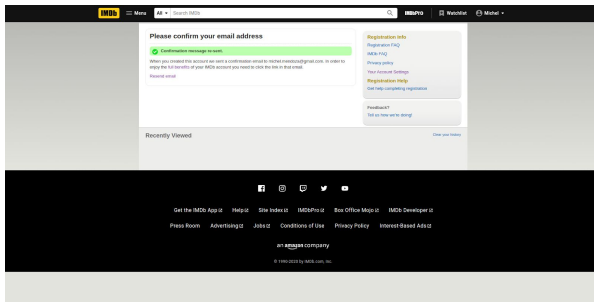 IMDb Menu All Search IMDb IMDbPro Watchlist Michel
Please confirm your email address
Confirmation message re-sent.
When you created this account we sent a confirmation email to In order to
enjoy the full benefits of your IMDb account you need to click the link in that email.
Resend email
Registration Info
Registration FAQ
IMDb FAQ
Privacy policy
Your Account Settings
Registration Help
Get help completing registration
Feedback?
Tell us how we're doing!
Recently Viewed
Clear your history
Get the IMDb App Help Site Index IMDbPro Box Office Mojo IMDb Developer
Press Room Advertising Jobs Conditions of Use Privacy Policy Interest-Based Ads
an amazon company
© 1990-2020 by IMDb.com, Inc.